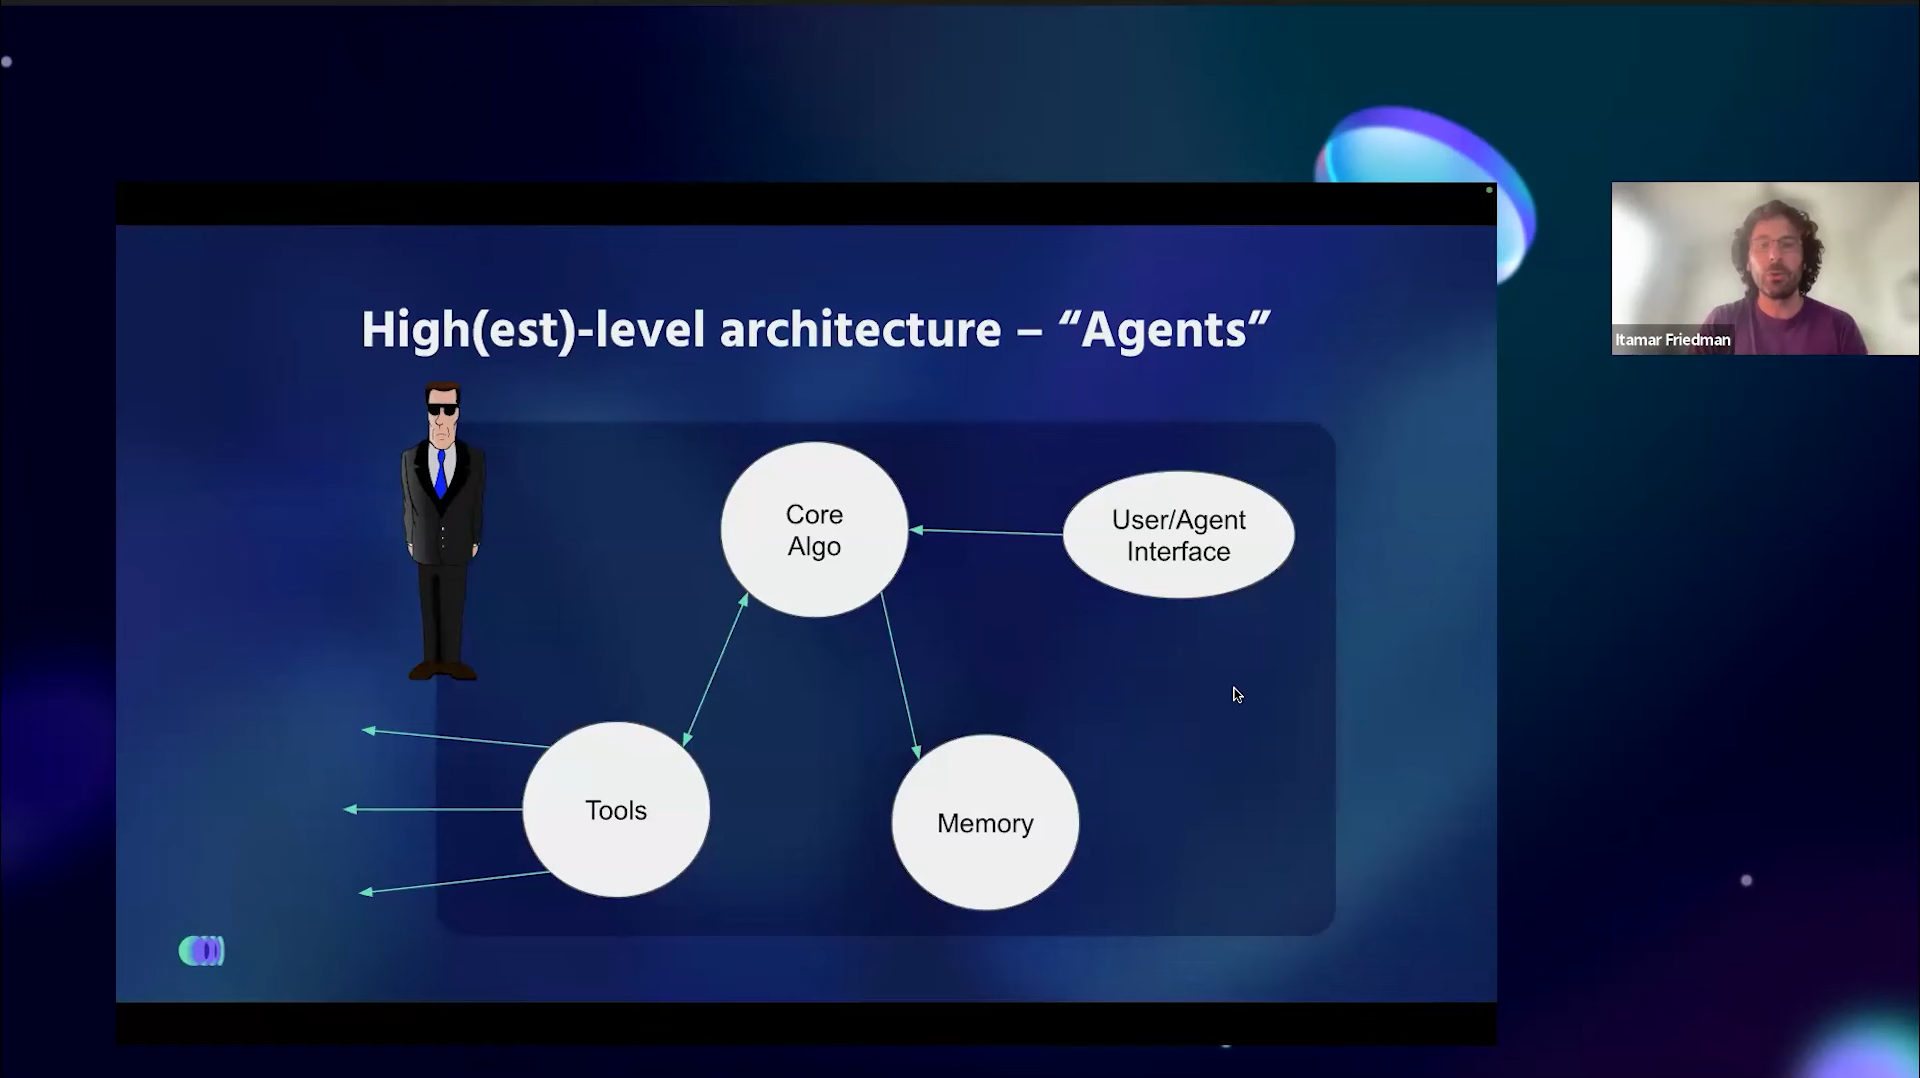 High(est)-level architecture – “Agents”
Core
Algo
User/Agent
Interface
Tools
Memory
Itamar Friedman